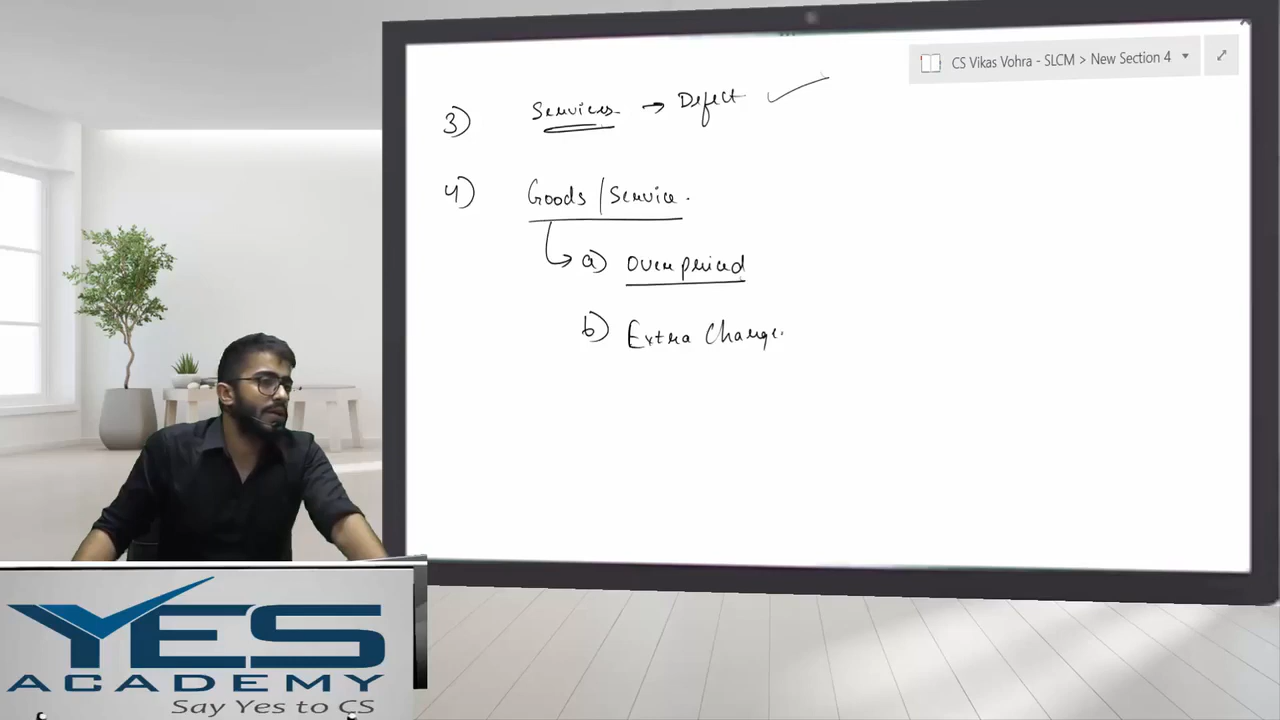 CS Vikas Vohra - SLCM > New Section 4
3) Services → Defect ✓
4) Goods / Service.
a) Overpriced
b) Extra Charge.
YES
ACADEMY
Say Yes to CS